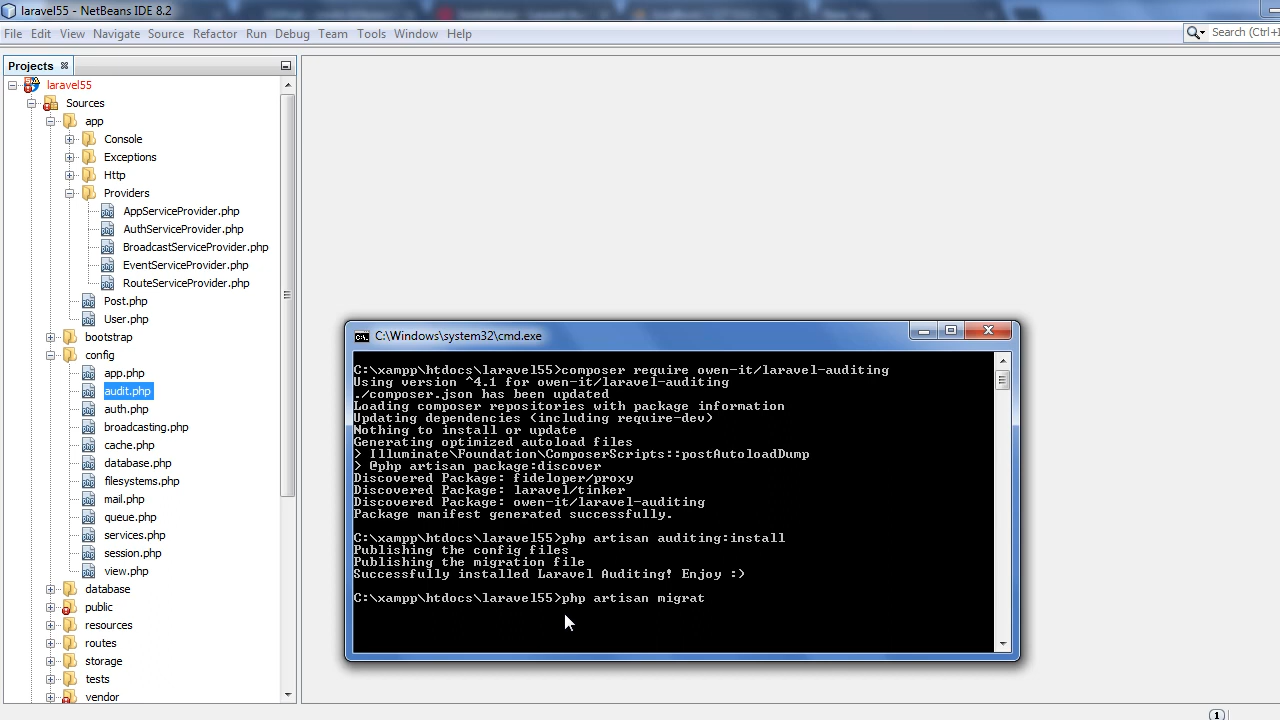 laravel55 - NetBeans IDE 8.2
File Edit View Navigate Source Refactor Run Debug Team Tools Window Help
Search (Ctrl+I
Projects
laravel55
Sources
app
Console
Exceptions
Http
Providers
AppServiceProvider.php
AuthServiceProvider.php
BroadcastServiceProvider.php
EventServiceProvider.php
RouteServiceProvider.php
Post.php
User.php
bootstrap
config
app.php
audit.php
auth.php
broadcasting.php
cache.php
database.php
filesystems.php
mail.php
queue.php
services.php
session.php
view.php
database
public
resources
routes
storage
tests
vendor
C:\Windows\system32\cmd.exe
C:\xampp\htdocs\laravel55>composer require owen-it/laravel-auditing
Using version ^4.1 for owen-it/laravel-auditing
./composer.json has been updated
Loading composer repositories with package information
Updating dependencies (including require-dev)
Nothing to install or update
Generating optimized autoload files
> Illuminate\Foundation\ComposerScripts::postAutoloadDump
> @php artisan package:discover
Discovered Package: fideloper/proxy
Discovered Package: laravel/tinker
Discovered Package: owen-it/laravel-auditing
Package manifest generated successfully.
C:\xampp\htdocs\laravel55>php artisan auditing:install
Publishing the config files
Publishing the migration file
Successfully installed Laravel Auditing! Enjoy :)
C:\xampp\htdocs\laravel55>php artisan migrat
1